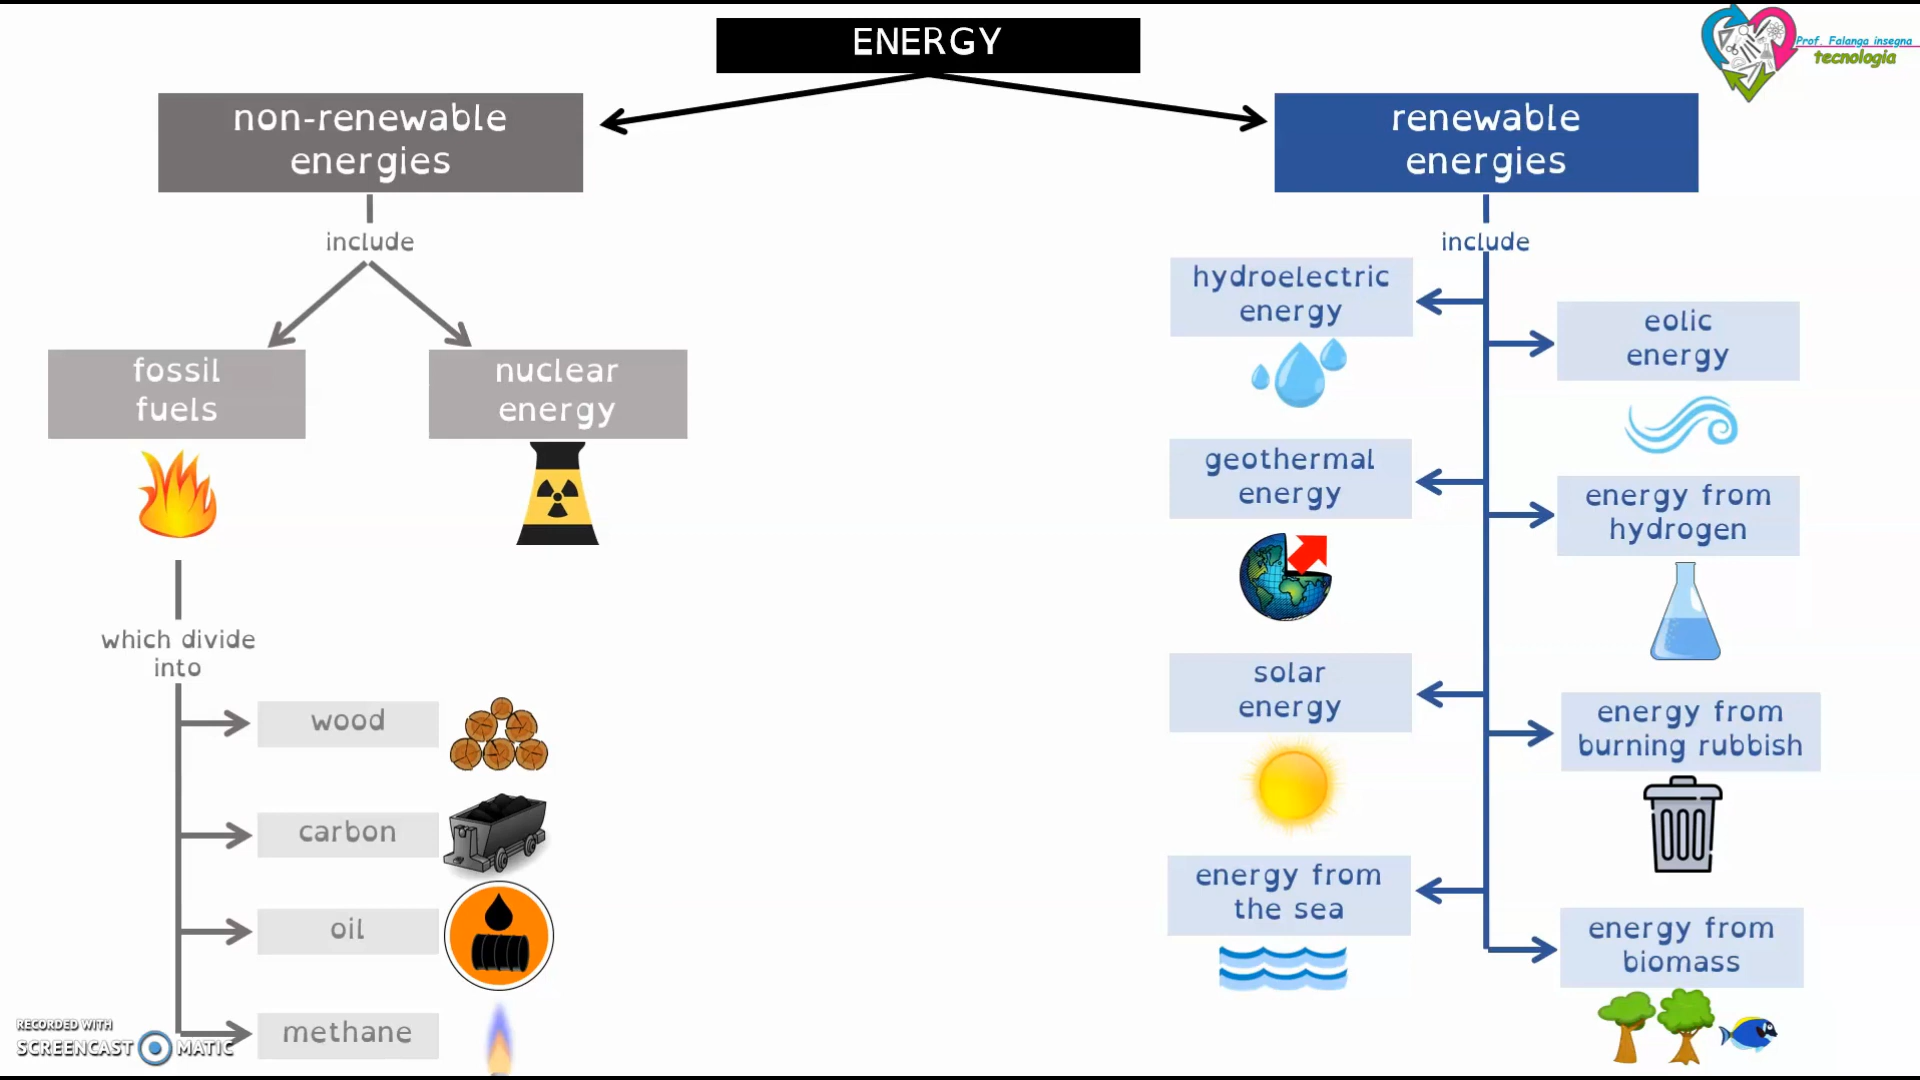 ENERGY
Prof. Falanga insegna
tecnologia
non-renewable
energies
include
fossil
fuels
nuclear
energy
which divide
into
wood
carbon
oil
methane
renewable
energies
include
hydroelectric
energy
eolic
energy
geothermal
energy
energy from
hydrogen
solar
energy
energy from
burning rubbish
energy from
the sea
energy from
biomass
RECORDED WITH
SCREENCAST MATIC